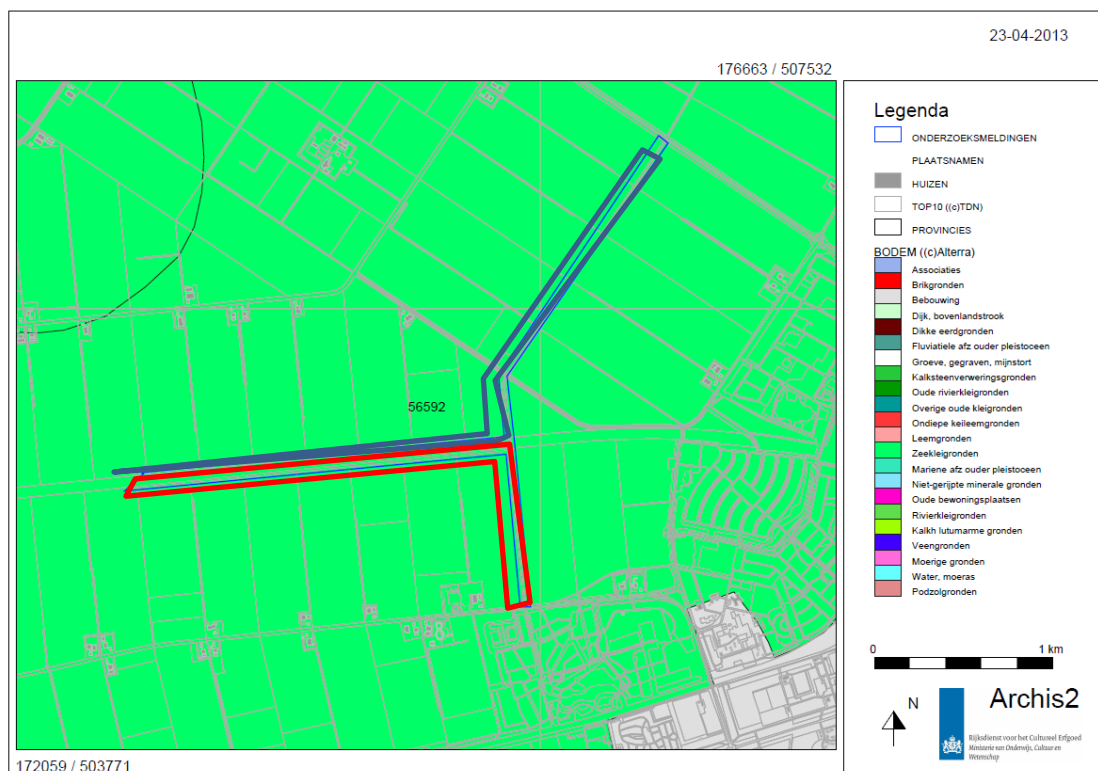 23-04-2013
176663 / 507532
56592
172059 / 503771
Legenda
ONDERZOEKSMELDINGEN
PLAATSNAMEN
HUIZEN
TOP10 ((c)TDN)
PROVINCIES
BODEM ((c)Alterra)
Associaties
Brikgronden
Bebouwing
Dijk, bovenlandstrook
Dikke eerdgronden
Fluviatiele afz ouder pleistoceen
Groeve, gegraven, mijnstort
Kalksteenverweringsgronden
Oude rivierkleigronden
Overige oude kleigronden
Ondiepe keileemgronden
Leemgronden
Zeekleigronden
Mariene afz ouder pleistoceen
Niet-gerijpte minerale gronden
Oude bewoningsplaatsen
Rivierkleigronden
Kalkh lutumarme gronden
Veengronden
Moerige gronden
Water, moeras
Podzolgronden
0 1 km
N
Archis2
Rijksdienst voor het Cultureel Erfgoed
Ministerie van Onderwijs, Cultuur en
Wetenschap